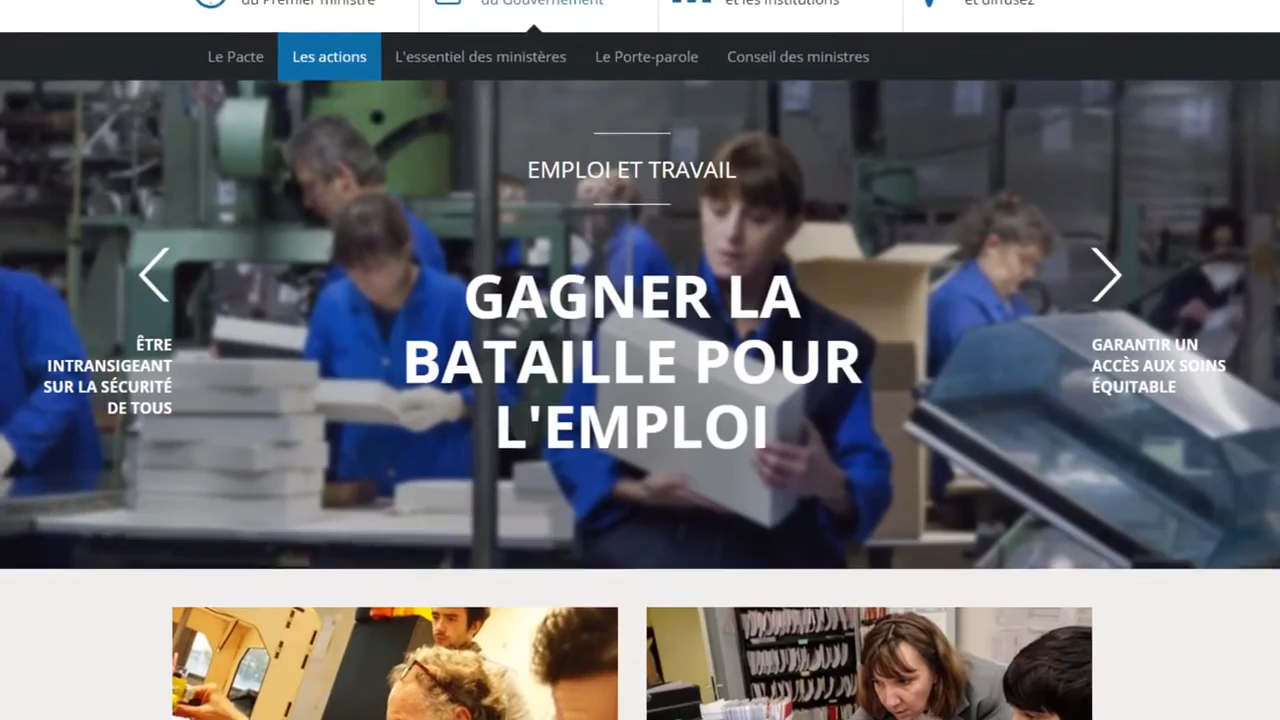 du Premier ministre
du Gouvernement
et les institutions
et diffusez
Le Pacte
Les actions
L'essentiel des ministères
Le Porte-parole
Conseil des ministres
EMPLOI ET TRAVAIL
GAGNER LA
BATAILLE POUR
L'EMPLOI
ÊTRE
INTRANSIGEANT
SUR LA SÉCURITÉ
DE TOUS
GARANTIR UN
ACCÈS AUX SOINS
ÉQUITABLE